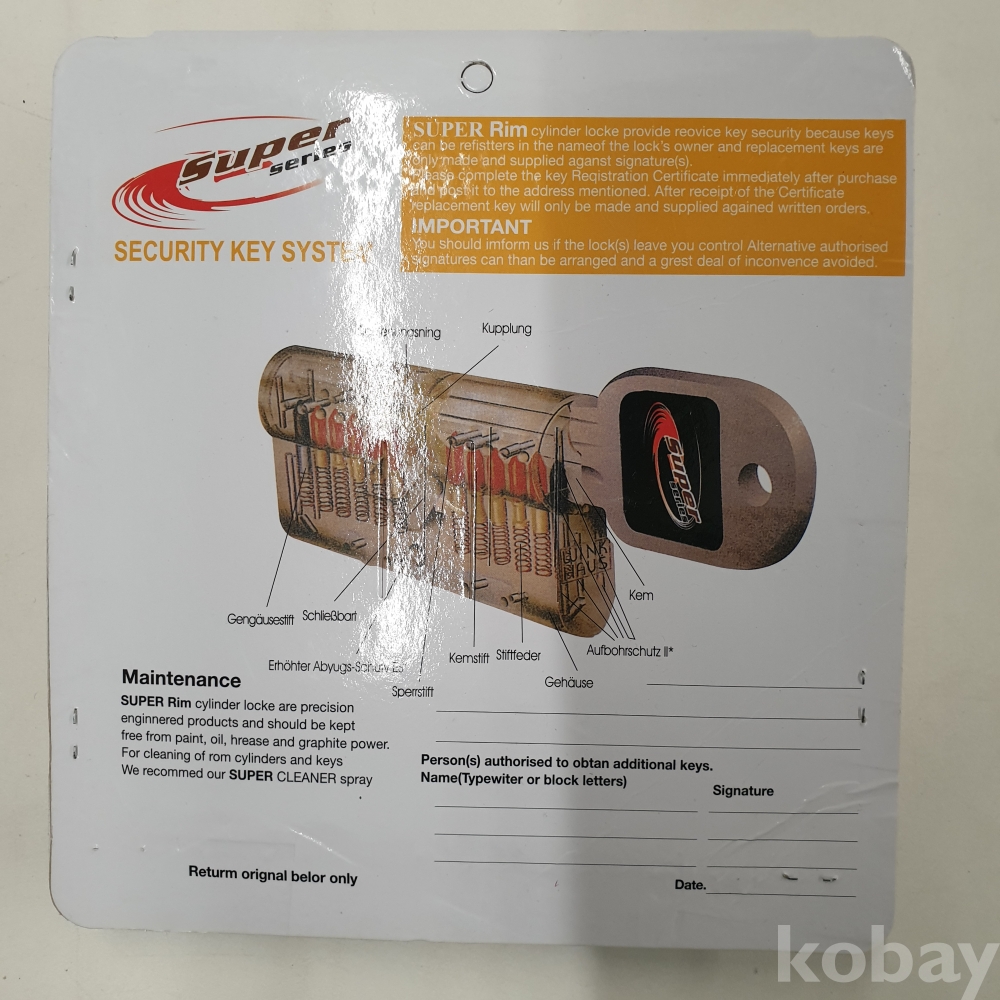 Super
series
SECURITY KEY SYSTEM
SUPER Rim cylinder locke provide reovice key security because keys
can be refistters in the nameof the lock's owner and replacement keys are
only made and supplied aganst signature(s).
Please complete the key Reqistration Certificate immediately after purchase
and to the address mentioned. After receipt of the Certificate
replacement key will only be made and supplied agained written orders.
IMPORTANT
You should imform us if the lock(s) leave you control Alternative authorised
signatures can than be arranged and a grest deal of inconvence avoided.
Kupplung
Super
series
Kem
Gengäusestift
Schließbart
Aufbohrschutz II*
Erhöhter Abyugs-
Kemstift
Stiftfeder
Gehäuse
Sperrstift
Maintenance
SUPER Rim cylinder locke are precision
enginnered products and should be kept
free from paint, oil, hrease and graphite power.
For cleaning of rom cylinders and keys
We recommed our SUPER CLEANER spray
Person(s) authorised to obtan additional keys.
Name(Typewiter or block letters)
Signature
Returm orignal belor only
Date.
kobay